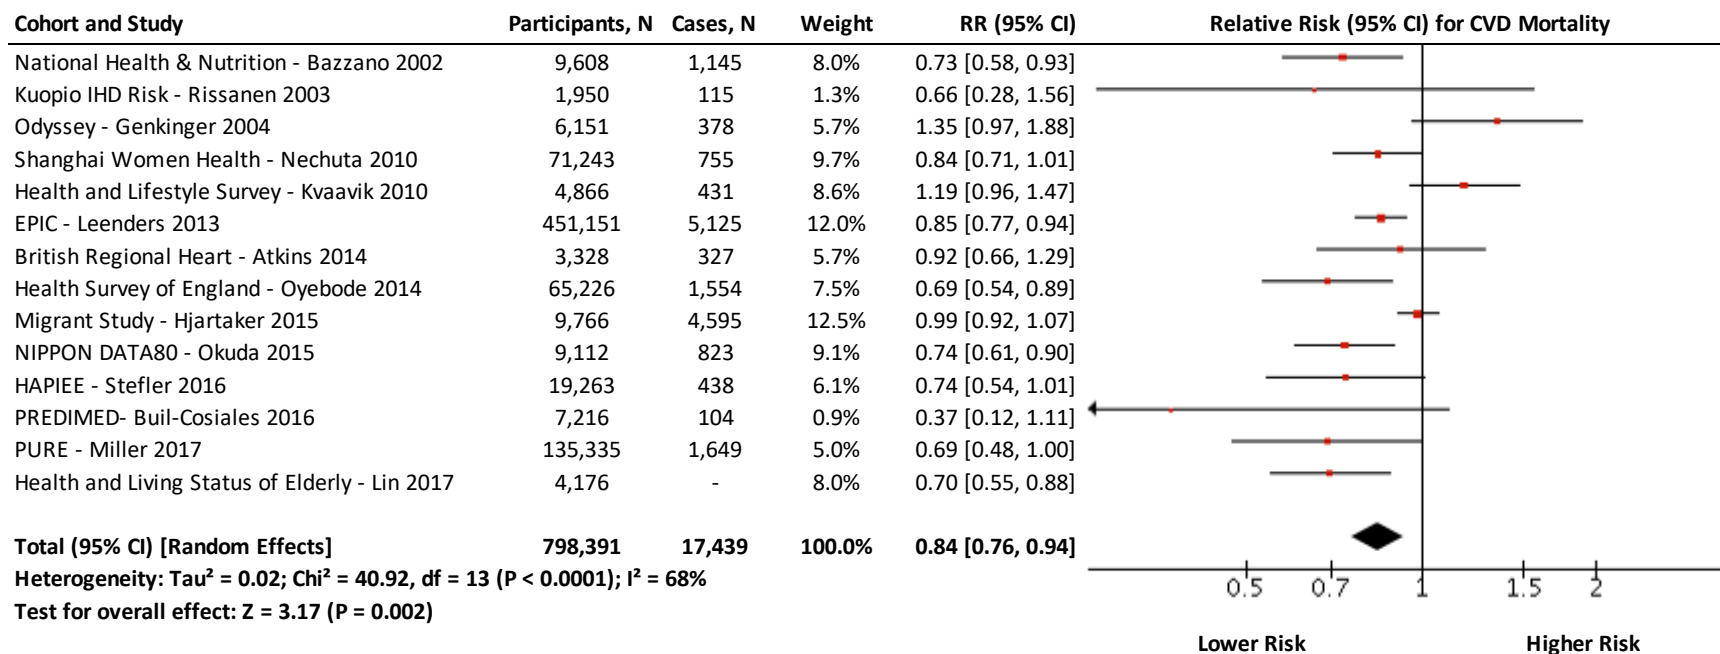 Cohort and Study Participants, N Cases, N Weight RR (95% CI) Relative Risk (95% CI) for CVD Mortality
National Health & Nutrition - Bazzano 2002 9,608 1,145 8.0% 0.73 [0.58, 0.93]
Kuopio IHD Risk - Rissanen 2003 1,950 115 1.3% 0.66 [0.28, 1.56]
Odyssey - Genkinger 2004 6,151 378 5.7% 1.35 [0.97, 1.88]
Shanghai Women Health - Nechuta 2010 71,243 755 9.7% 0.84 [0.71, 1.01]
Health and Lifestyle Survey - Kvaavik 2010 4,866 431 8.6% 1.19 [0.96, 1.47]
EPIC - Leenders 2013 451,151 5,125 12.0% 0.85 [0.77, 0.94]
British Regional Heart - Atkins 2014 3,328 327 5.7% 0.92 [0.66, 1.29]
Health Survey of England - Oyebode 2014 65,226 1,554 7.5% 0.69 [0.54, 0.89]
Migrant Study - Hjartaker 2015 9,766 4,595 12.5% 0.99 [0.92, 1.07]
NIPPON DATA80 - Okuda 2015 9,112 823 9.1% 0.74 [0.61, 0.90]
HAPIEE - Stefler 2016 19,263 438 6.1% 0.74 [0.54, 1.01]
PREDIMED- Buil-Cosiales 2016 7,216 104 0.9% 0.37 [0.12, 1.11]
PURE - Miller 2017 135,335 1,649 5.0% 0.69 [0.48, 1.00]
Health and Living Status of Elderly - Lin 2017 4,176 - 8.0% 0.70 [0.55, 0.88]
Total (95% CI) [Random Effects] 798,391 17,439 100.0% 0.84 [0.76, 0.94]
Heterogeneity: Tau² = 0.02; Chi² = 40.92, df = 13 (P < 0.0001); I² = 68%
0.5 0.7 1 1.5 2
Test for overall effect: Z = 3.17 (P = 0.002)
Lower Risk Higher Risk